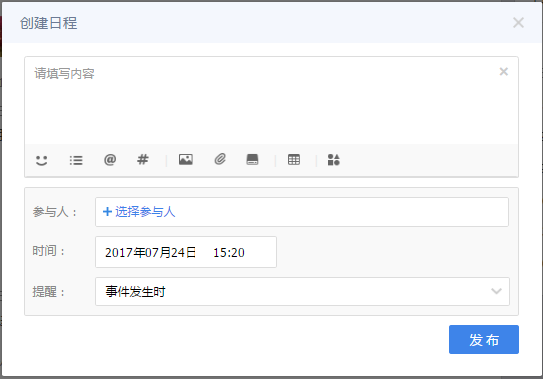 创建日程
请填写内容
参与人： + 选择参与人
时间： 2017年07月24日 15:20
提醒： 事件发生时
发 布